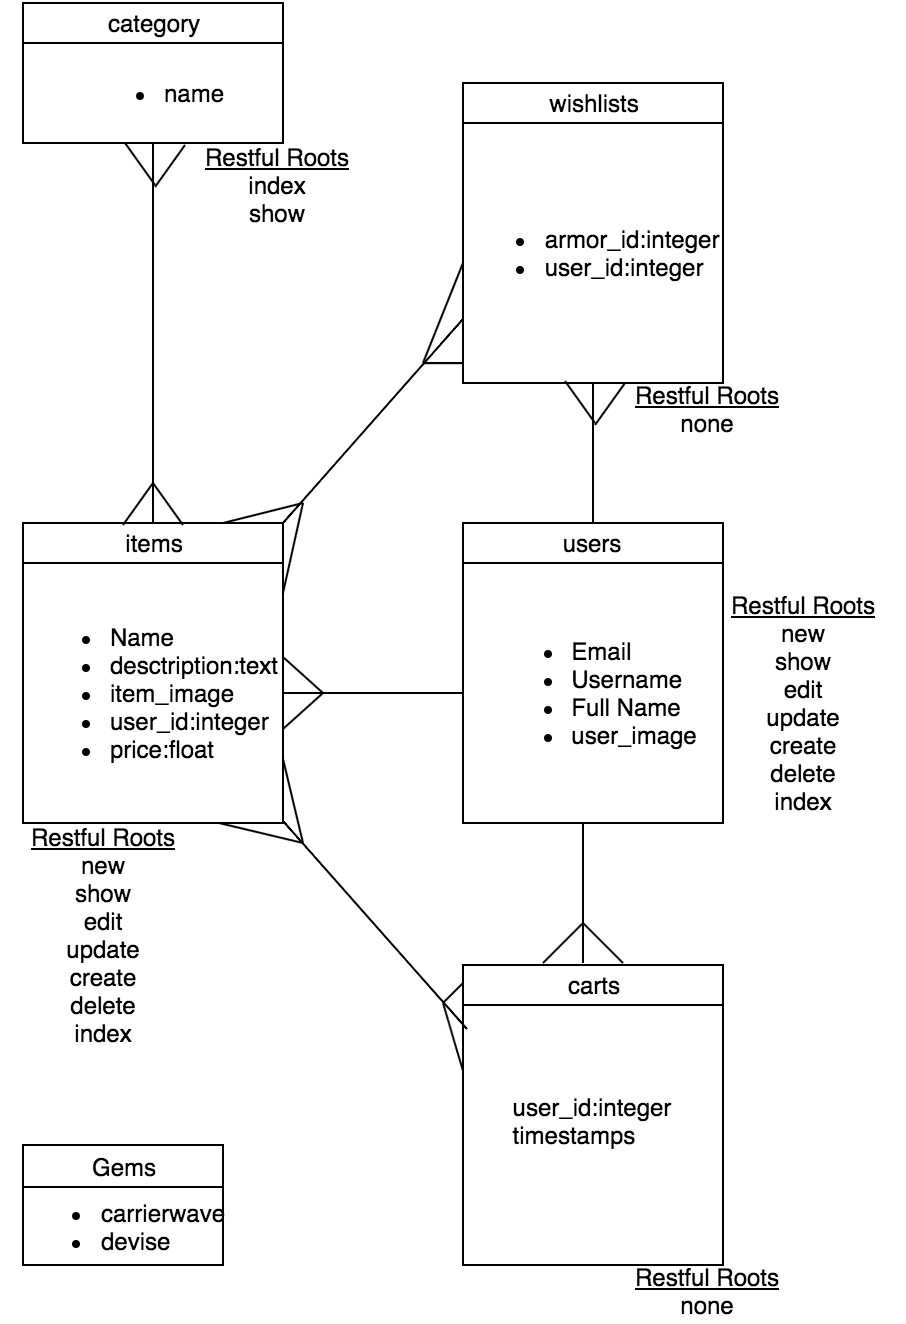 category
name
Restful Roots
index
show
wishlists
armor_id:integer
user_id:integer
Restful Roots
none
items
Name
desctription:text
item_image
user_id:integer
price:float
Restful Roots
new
show
edit
update
create
delete
index
users
Email
Username
Full Name
user_image
Restful Roots
new
show
edit
update
create
delete
index
carts
user_id:integer
timestamps
Restful Roots
none
Gems
carrierwave
devise